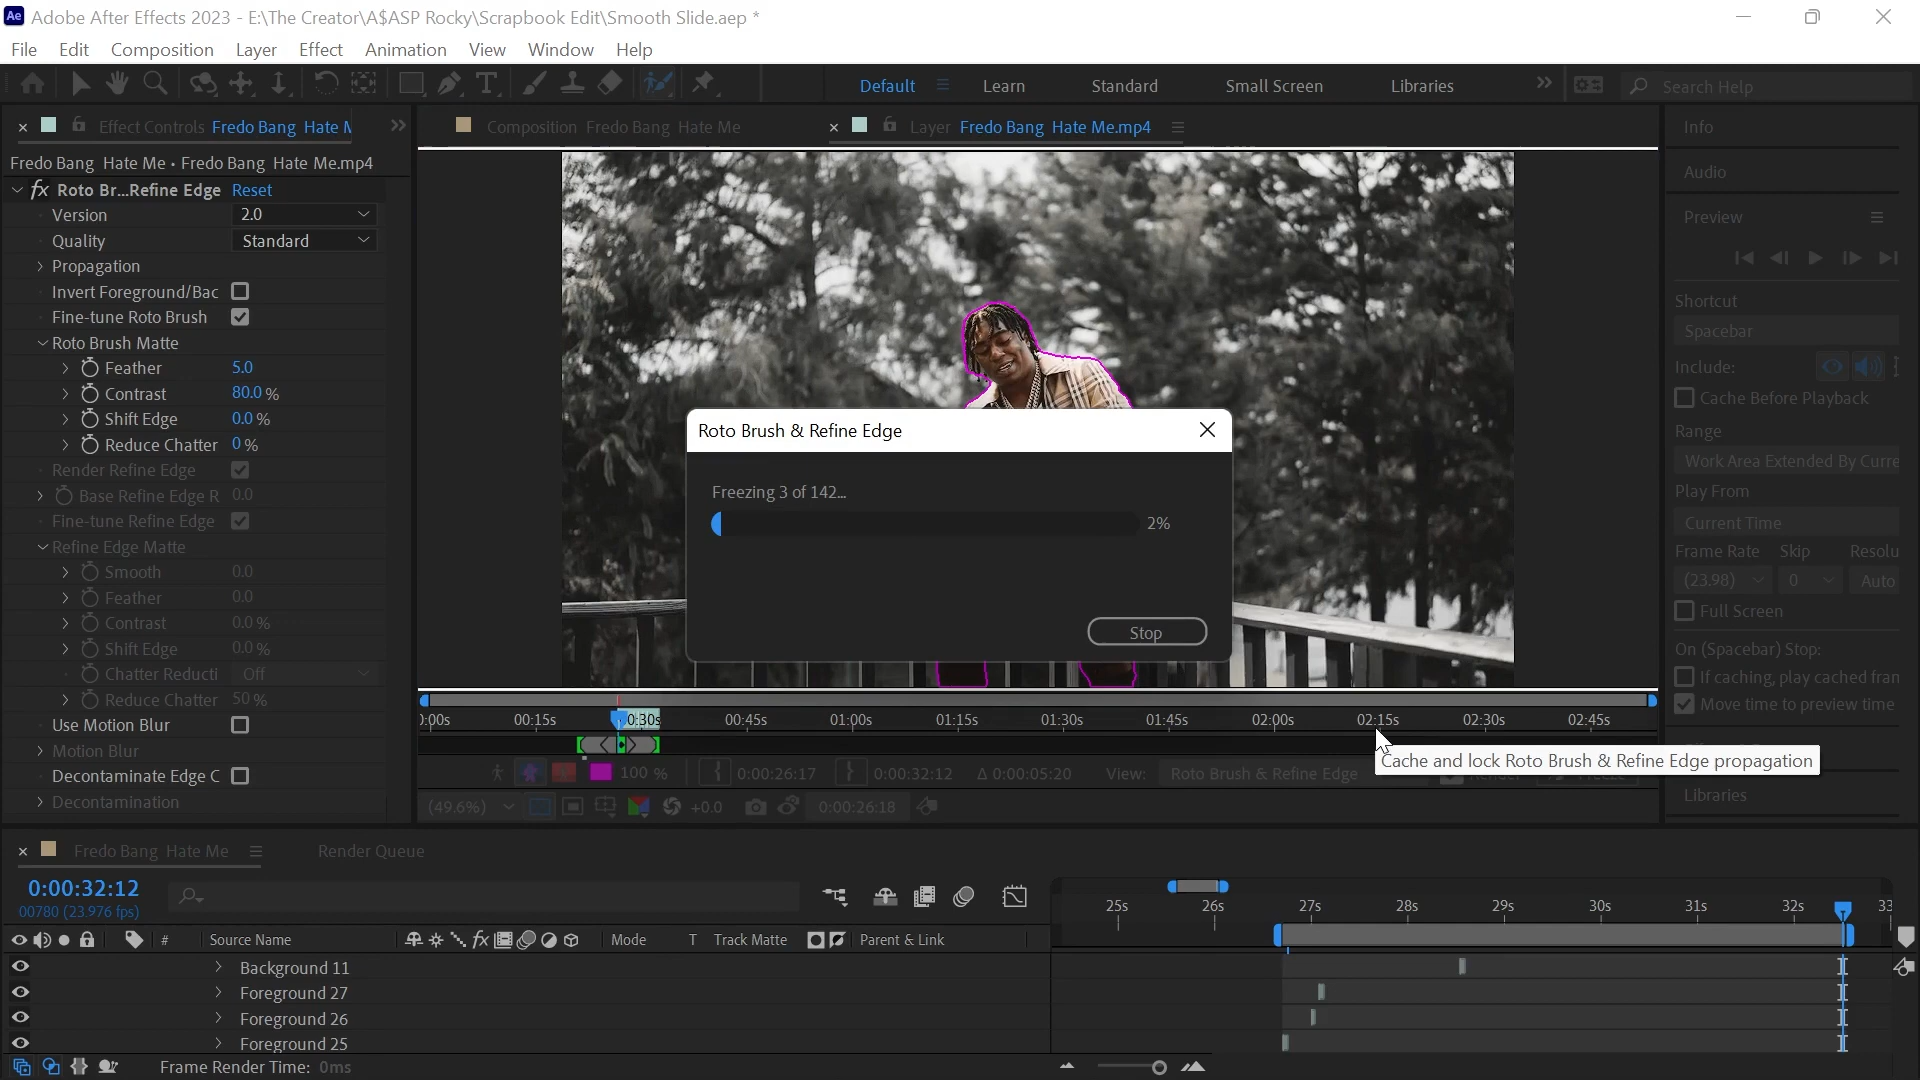 Ae Adobe After Effects 2023 - E:\The Creator\A$ASP Rocky\Scrapbook Edit\Smooth Slide.aep *
File Edit Composition Layer Effect Animation View Window Help
Default Learn Standard Small Screen Libraries Search Help
Effect Controls Fredo Bang Hate M
Composition Fredo Bang Hate Me
Layer Fredo Bang Hate Me.mp4
Info
Fredo Bang Hate Me • Fredo Bang Hate Me.mp4
Audio
fx Roto Br...Refine Edge Reset
Version 2.0
Preview
Quality Standard
Propagation
Invert Foreground/Bac
Fine-tune Roto Brush
Roto Brush Matte
Feather 5.0
Contrast 80.0 %
Shift Edge 0.0 %
Reduce Chatter 0 %
Render Refine Edge
Base Refine Edge R 0.0
Fine-tune Refine Edge
Refine Edge Matte
Smooth 0.0
Feather 0.0
Contrast 0.0 %
Shift Edge 0.0 %
Chatter Reducti Off
Reduce Chatter 50 %
Use Motion Blur
Motion Blur
Decontaminate Edge C
Decontamination
Roto Brush & Refine Edge
Freezing 3 of 142...
2%
Stop
):00s 00:15s 0:30s 00:45s 01:00s 01:15s 01:30s 01:45s 02:00s 02:15s 02:30s 02:45s
Cache and lock Roto Brush & Refine Edge propagation
100 % 0:00:26:17 0:00:32:12 Δ 0:00:05:20 View: Roto Brush & Refine Edge
(49.6%) +0.0 0:00:26:18
Shortcut
Spacebar
Include:
Cache Before Playback
Range
Work Area Extended By Curre
Play From
Current Time
Frame Rate Skip Resolu
(23.98) 0 Auto
Full Screen
On (Spacebar) Stop:
If caching, play cached fran
Move time to preview time
Libraries
Fredo Bang Hate Me Render Queue
0:00:32:12
00780 (23.976 fps)
25s 26s 27s 28s 29s 30s 31s 32s 33
# Source Name fx Mode T Track Matte Parent & Link
Background 11
Foreground 27
Foreground 26
Foreground 25
Frame Render Time: 0ms